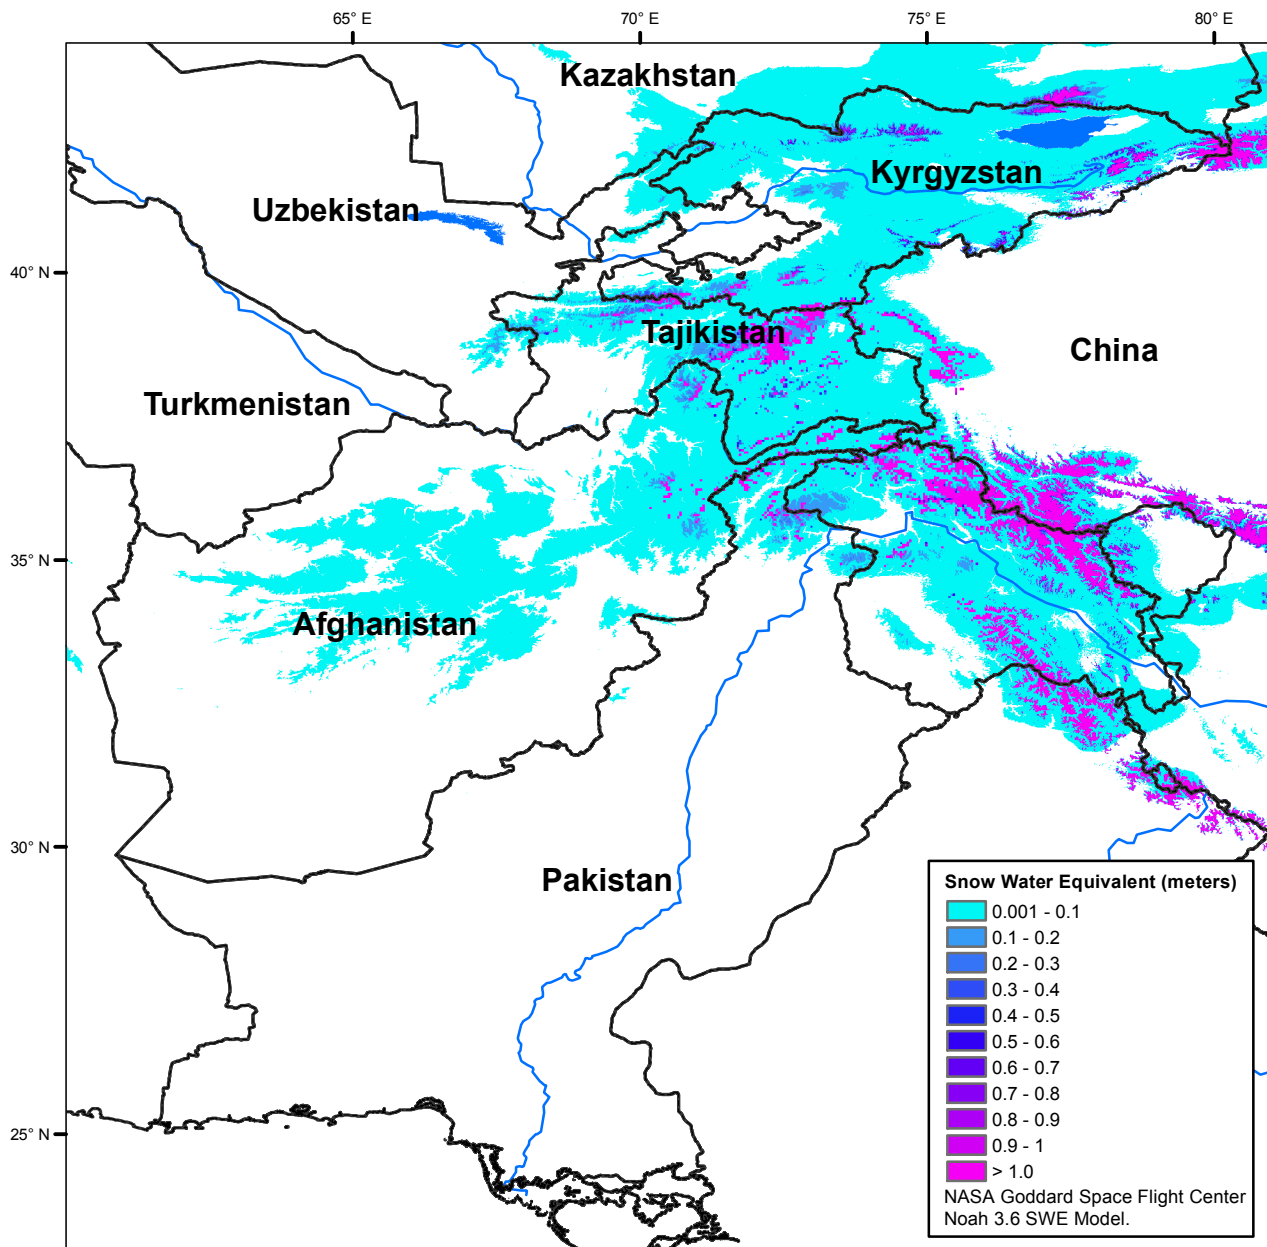 65° E
70° E
75° E
80° E
Kazakhstan
Kyrgyzstan
Uzbekistan
40° N
Tajikistan
China
Turkmenistan
35° N
Afghanistan
30° N
Pakistan
Snow Water Equivalent (meters)
0.001 - 0.1
0.1 - 0.2
0.2 - 0.3
0.3 - 0.4
0.4 - 0.5
0.5 - 0.6
0.6 - 0.7
0.7 - 0.8
0.8 - 0.9
0.9 - 1
> 1.0
25° N
NASA Goddard Space Flight Center
Noah 3.6 SWE Model.